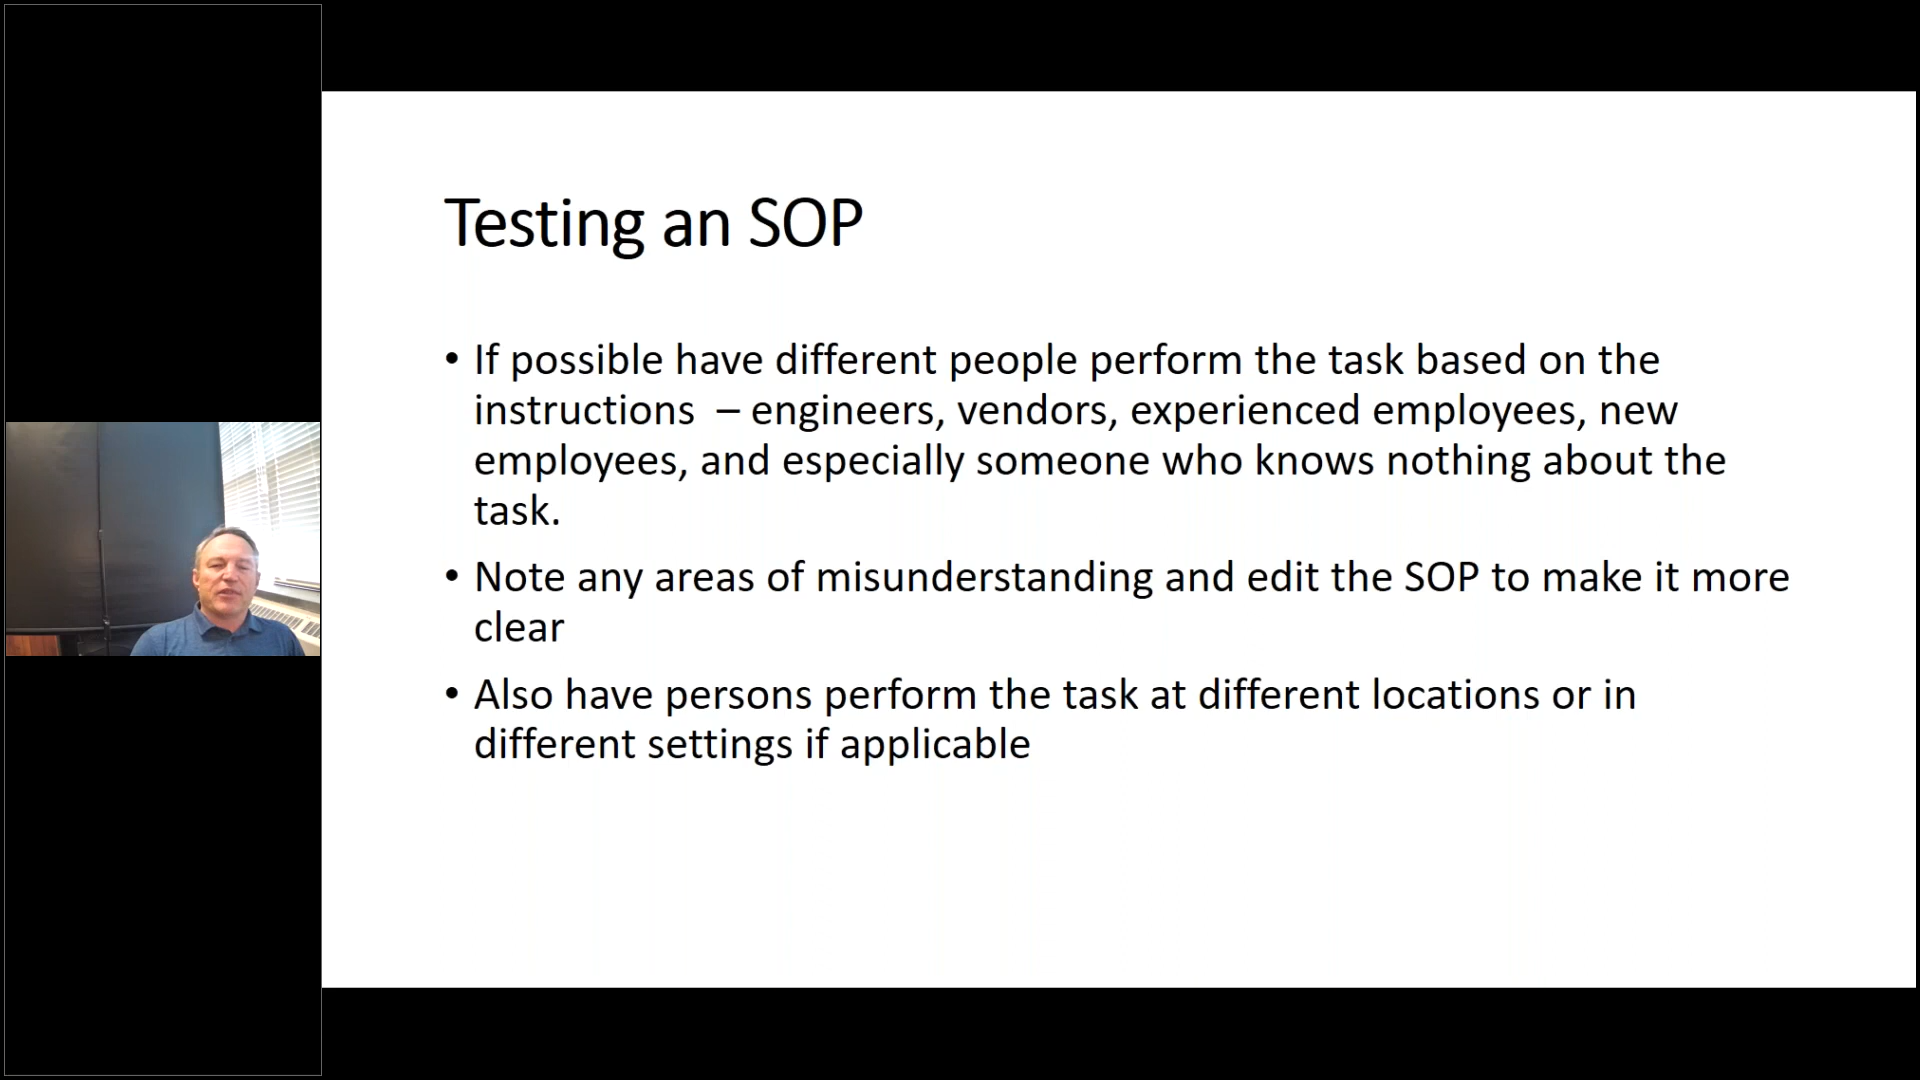 Testing an SOP
• If possible have different people perform the task based on the
instructions  – engineers, vendors, experienced employees, new
employees, and especially someone who knows nothing about the
task.
• Note any areas of misunderstanding and edit the SOP to make it more
clear
• Also have persons perform the task at different locations or in
different settings if applicable